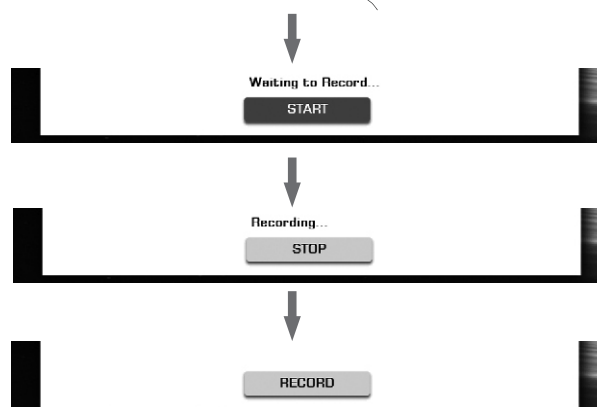 Waiting to Record...
START
Recording...
STOP
RECORD